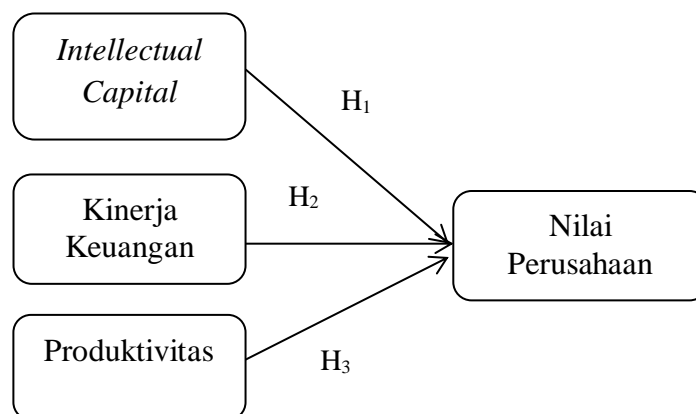 Intellectual
Capital
H₁
Kinerja
Keuangan
H₂
Nilai
Perusahaan
Produktivitas
H₃